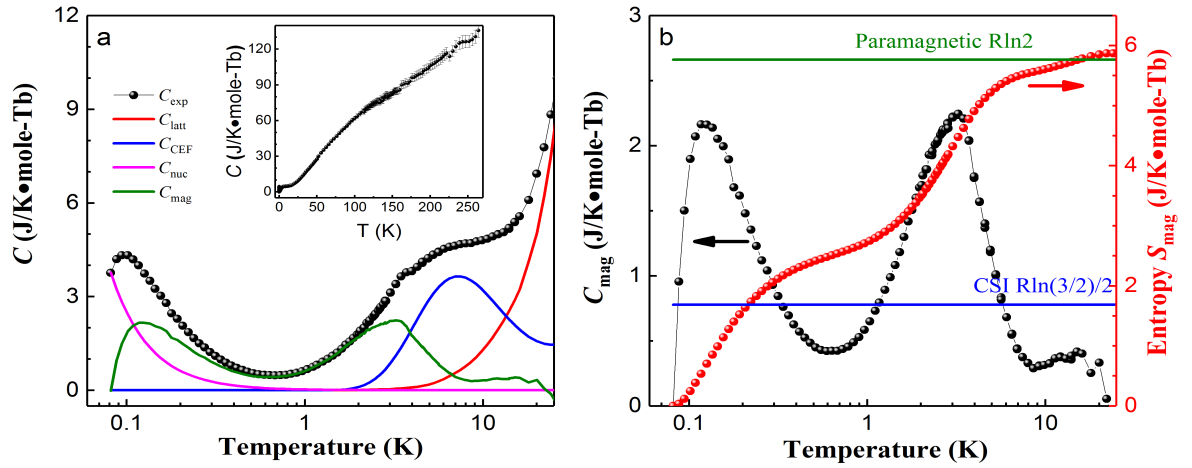 a
C (J/K•mole-Tb)
12
9
6
3
0
C_exp
C_latt
C_CEF
C_nuc
C_mag
C (J/K•mole-Tb)
120
90
60
30
0
0 50 100 150 200 250
T (K)
0.1 1 10
Temperature (K)
b
C_mag (J/K•mole-Tb)
3
2
1
0
Paramagnetic Rln2
CSI Rln(3/2)/2
6
5
4
3
2
1
0
Entropy S_mag (J/K•mole-Tb)
0.1 1 10
Temperature (K)